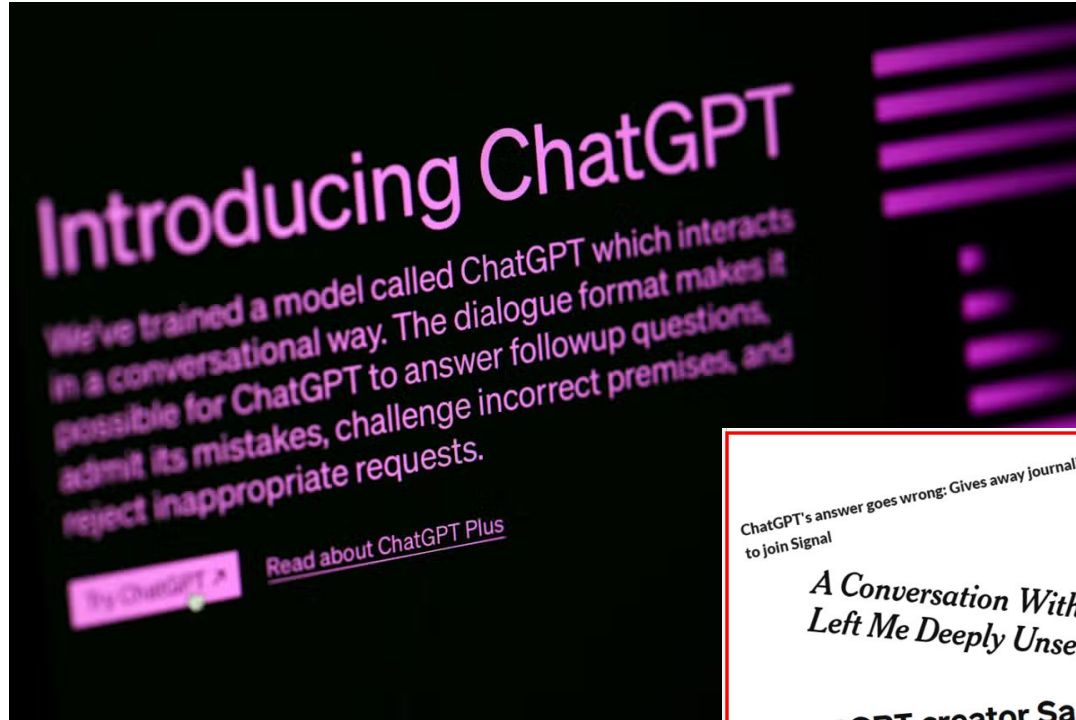 Introducing ChatGPT
We've trained a model called ChatGPT which interacts
in a conversational way. The dialogue format makes it
possible for ChatGPT to answer followup questions,
admit its mistakes, challenge incorrect premises, and
reject inappropriate requests.
Try ChatGPT ↗
Read about ChatGPT Plus
ChatGPT's answer goes wrong: Gives away
to join Signal
A Conversation With
Left Me Deeply
creator